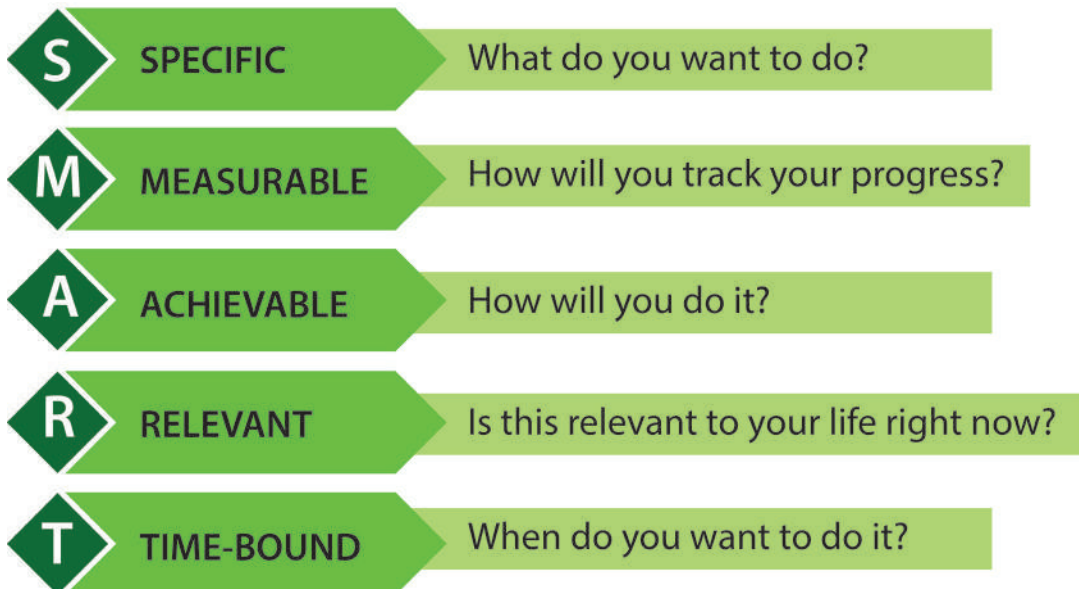 S SPECIFIC What do you want to do?
M MEASURABLE How will you track your progress?
A ACHIEVABLE How will you do it?
R RELEVANT Is this relevant to your life right now?
T TIME-BOUND When do you want to do it?